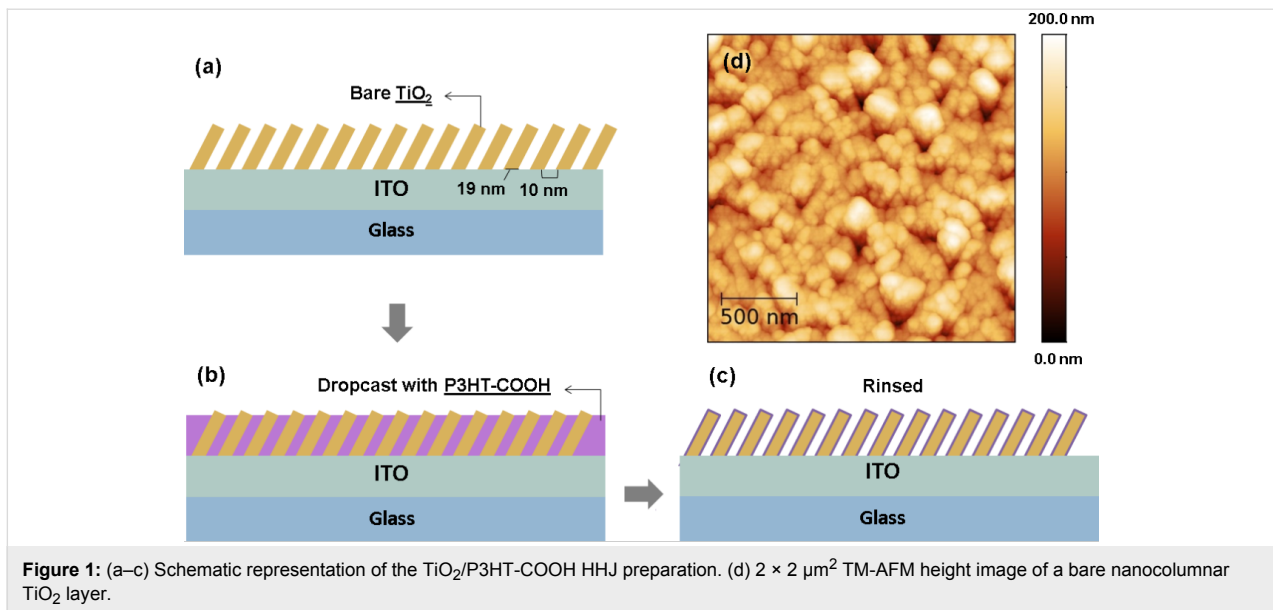 (a)
Bare TiO₂
19 nm
10 nm
ITO
Glass
(d)
500 nm
200.0 nm
0.0 nm
(b)
Dropcast with P3HT-COOH
ITO
Glass
(c)
Rinsed
ITO
Glass
Figure 1: (a–c) Schematic representation of the TiO₂/P3HT-COOH HHJ preparation. (d) 2 × 2 µm² TM-AFM height image of a bare nanocolumnar
TiO₂ layer.